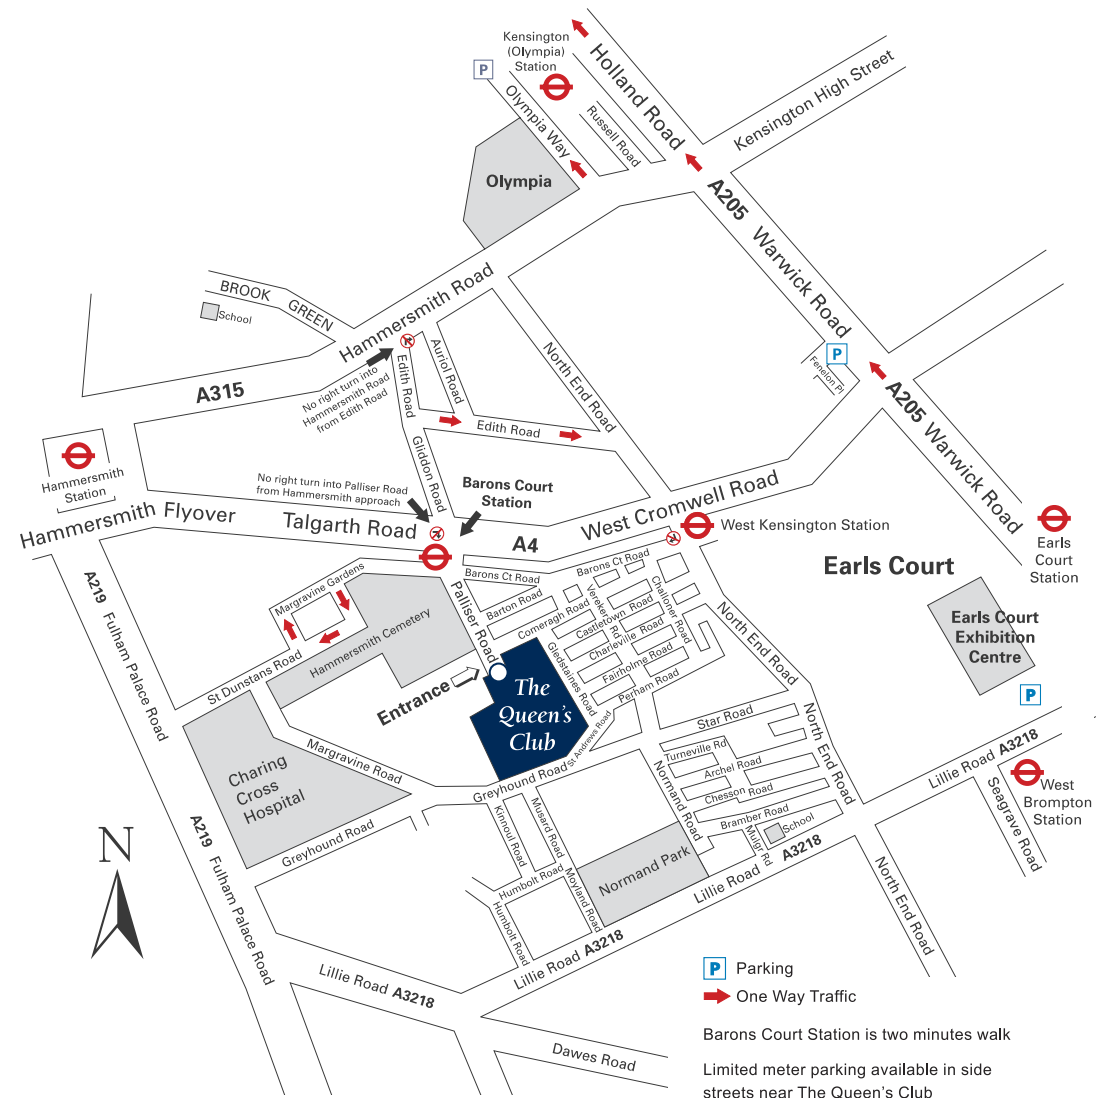 Kensington
(Olympia)
Station
P
Holland Road
Kensington High Street
Olympia Way
Russell Road
Olympia
A205
Warwick Road
BROOK GREEN
School
Hammersmith Road
A315
No right turn into
Hammersmith Road
from Edith Road
Edith Road
Auriol Road
North End Road
P
Fenelon Pl
A205 Warwick Road
Edith Road
Gliddon Road
Hammersmith
Station
No right turn into Palliser Road
from Hammersmith approach
Barons Court
Station
Hammersmith Flyover
Talgarth Road
A4
West Cromwell Road
West Kensington Station
Earls
Court
Station
Earls Court
Earls Court
Exhibition
Centre
P
A219 Fulham Palace Road
Margravine Gardens
Hammersmith Cemetery
St Dunstans Road
Palliser Road
Barons Ct Road
Barons Ct Road
Barton Road
Comeragh Road
Vereker Rd
Challoner Road
Castletown Road
Charleville Road
Fairholme Road
Perham Road
Gledstaines Road
St Andrews Road
North End Road
Entrance
The
Queen's
Club
Charing
Cross
Hospital
Margravine Road
Greyhound Road
Greyhound Road
Star Road
Turneville Rd
Archel Road
Chesson Road
Bramber Road
Mulgr Rd
School
Normand Road
North End Road
Normand Park
Lillie Road A3218
West
Brompton
Station
Seagrave Road
A219 Fulham Palace Road
Kinnoul Road
Musard Road
Humbolt Road
Humbolt Road
Moyland Road
Lillie Road A3218
Lillie Road A3218
Lillie Road A3218
North End Road
Dawes Road
N
P Parking
One Way Traffic
Barons Court Station is two minutes walk
Limited meter parking available in side
streets near The Queen's Club